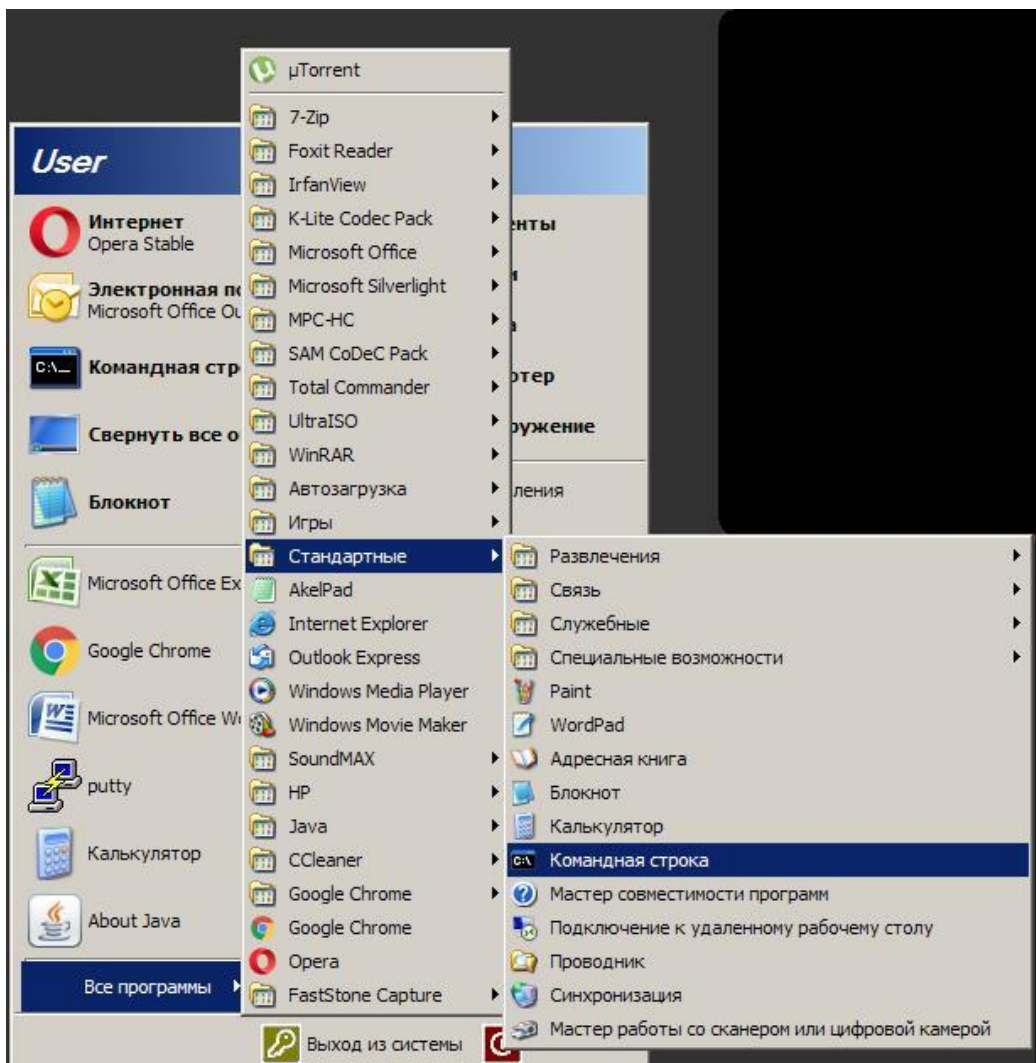 User
Интернет
Opera Stable
Электронная
Microsoft Office
Командная
C:\
Свернуть все
Блокнот
Microsoft Office
Google Chrome
Microsoft Office
putty
Калькулятор
About Java
Все программы
µTorrent
7-Zip
Foxit Reader
IrfanView
K-Lite Codec Pack
Microsoft Office
Microsoft Silverlight
MPC-HC
SAM CoDeC Pack
Total Commander
UltraISO
WinRAR
Автозагрузка
Игры
Стандартные
AkelPad
Internet Explorer
Outlook Express
Windows Media Player
Windows Movie Maker
SoundMAX
HP
Java
CCleaner
Google Chrome
Google Chrome
Opera
FastStone Capture
Развлечения
Связь
Служебные
Специальные возможности
Paint
WordPad
Адресная книга
Блокнот
Калькулятор
Командная строка
Мастер совместимости программ
Подключение к удаленному рабочему столу
Проводник
Синхронизация
Мастер работы со сканером или цифровой камерой
Выход из системы